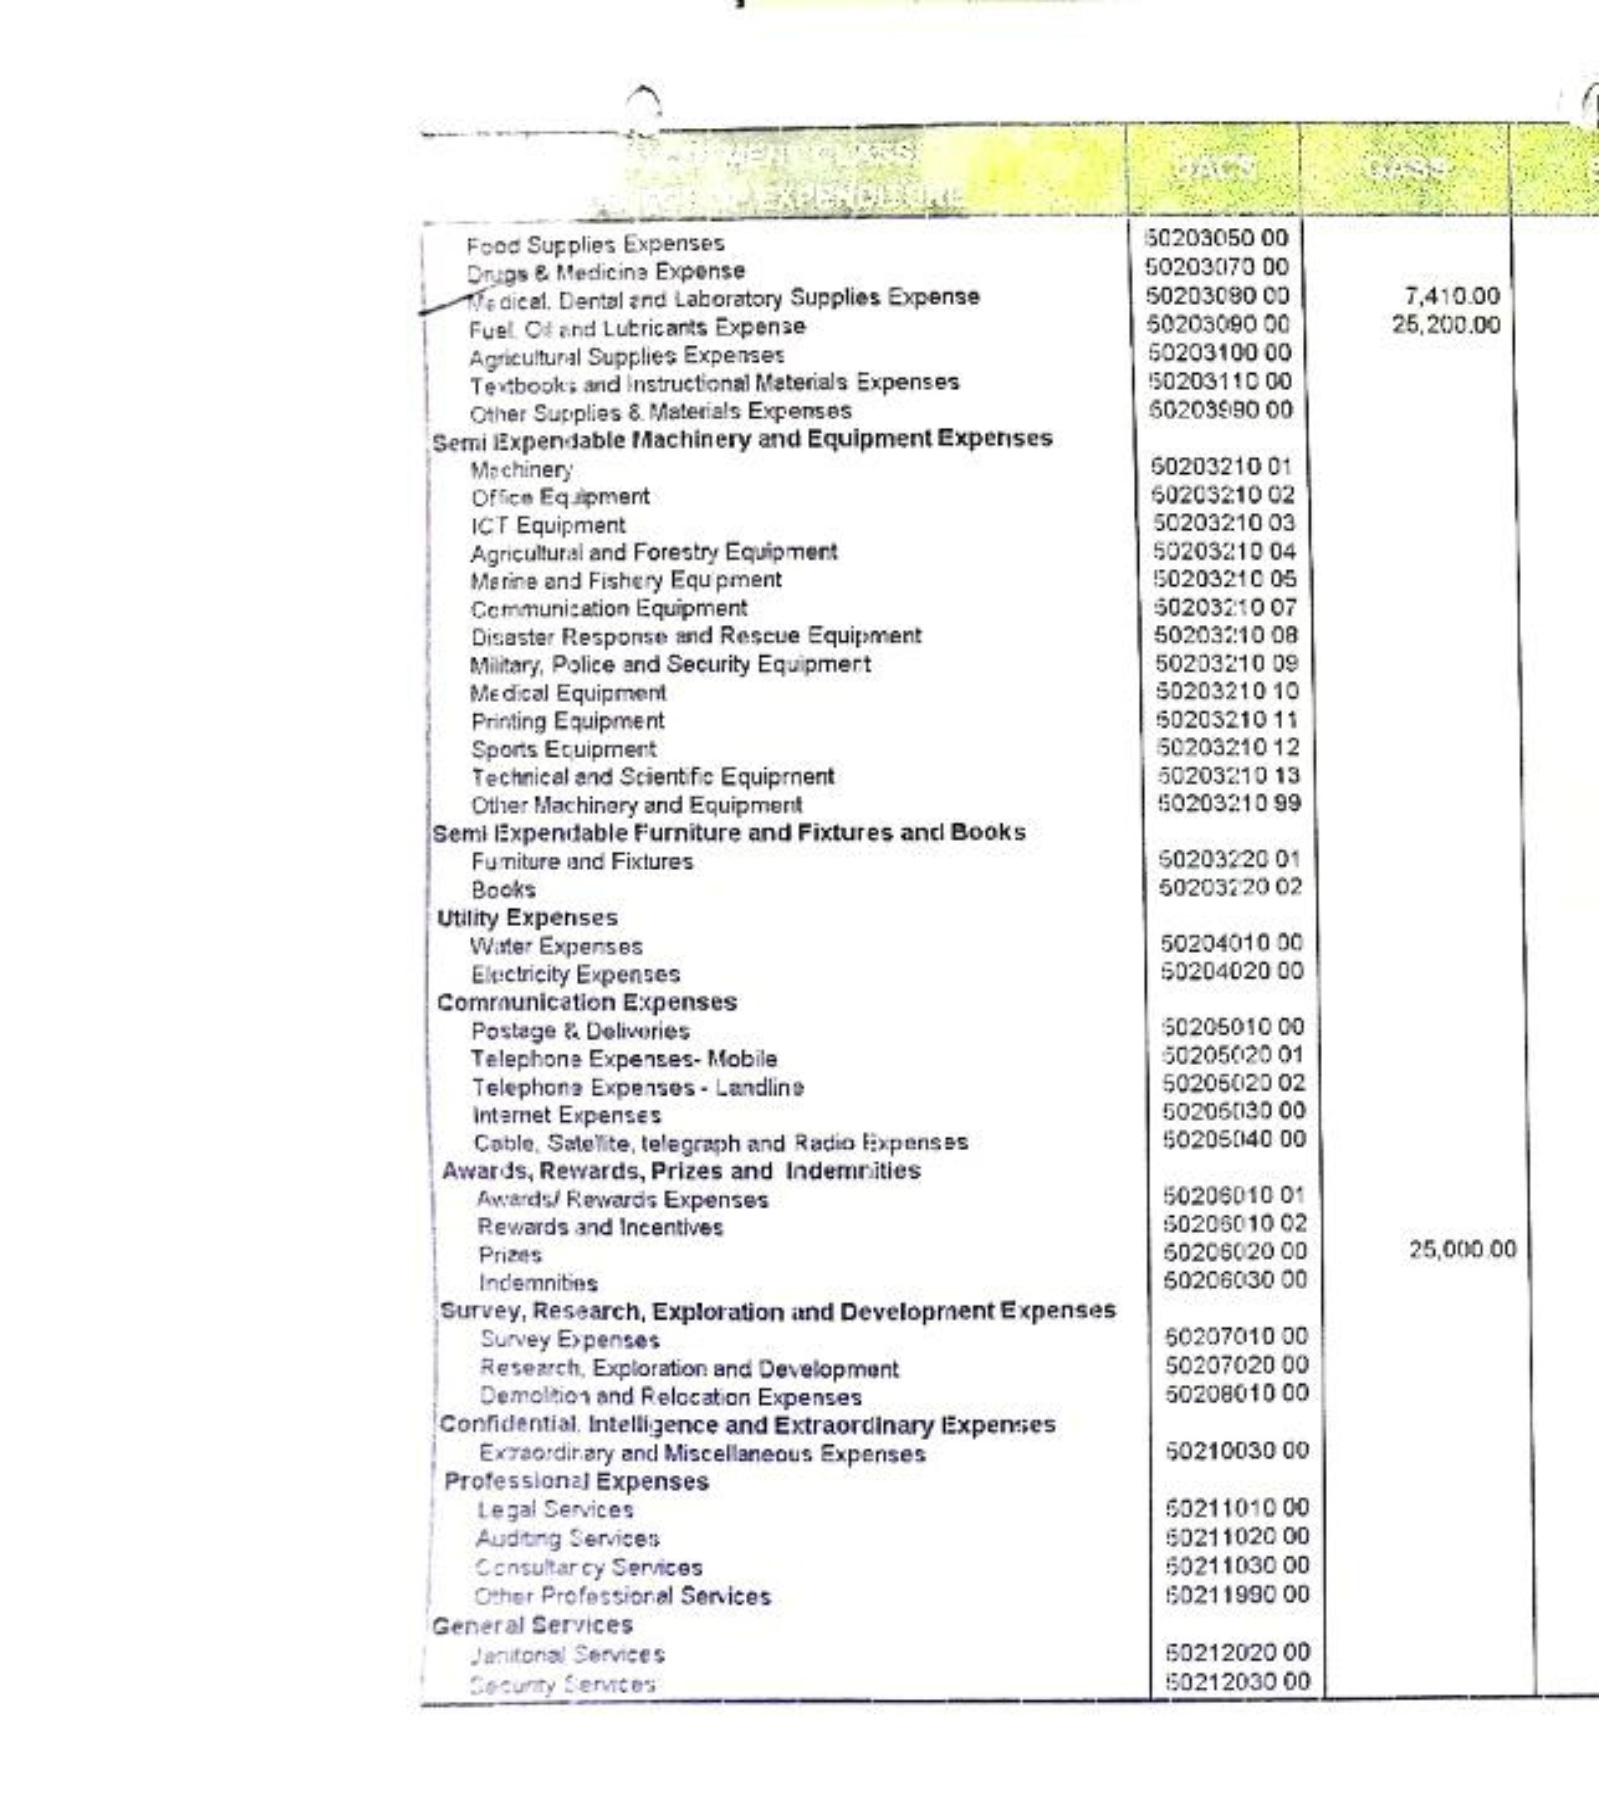 UACS GASS
EXPENDITURE
Food Supplies Expenses 50203050 00
Drugs & Medicine Expense 50203070 00
Medical, Dental and Laboratory Supplies Expense 50203080 00 7,410.00
Fuel, Oil and Lubricants Expense 50203090 00 25,200.00
Agricultural Supplies Expenses 50203100 00
Textbooks and Instructional Materials Expenses 50203110 00
Other Supplies & Materials Expenses 50203990 00
Semi Expendable Machinery and Equipment Expenses
Machinery 50203210 01
Office Equipment 50203210 02
ICT Equipment 50203210 03
Agricultural and Forestry Equipment 50203210 04
Marine and Fishery Equipment 50203210 05
Communication Equipment 50203210 07
Disaster Response and Rescue Equipment 50203210 08
Military, Police and Security Equipment 50203210 09
Medical Equipment 50203210 10
Printing Equipment 50203210 11
Sports Equipment 50203210 12
Technical and Scientific Equipment 50203210 13
Other Machinery and Equipment 50203210 99
Semi Expendable Furniture and Fixtures and Books
Furniture and Fixtures 50203220 01
Books 50203220 02
Utility Expenses
Water Expenses 50204010 00
Electricity Expenses 50204020 00
Communication Expenses
Postage & Deliveries 50205010 00
Telephone Expenses- Mobile 50205020 01
Telephone Expenses - Landline 50205020 02
Internet Expenses 50205030 00
Cable, Satellite, telegraph and Radio Expenses 50205040 00
Awards, Rewards, Prizes and Indemnities
Awards/ Rewards Expenses 50206010 01
Rewards and Incentives 50206010 02
Prizes 50206020 00 25,000.00
Indemnities 50206030 00
Survey, Research, Exploration and Development Expenses
Survey Expenses 50207010 00
Research, Exploration and Development 50207020 00
Demolition and Relocation Expenses 50208010 00
Confidential, Intelligence and Extraordinary Expenses
Extraordinary and Miscellaneous Expenses 50210030 00
Professional Expenses
Legal Services 50211010 00
Auditing Services 50211020 00
Consultancy Services 50211030 00
Other Professional Services 50211990 00
General Services
Janitorial Services 50212020 00
Security Services 50212030 00